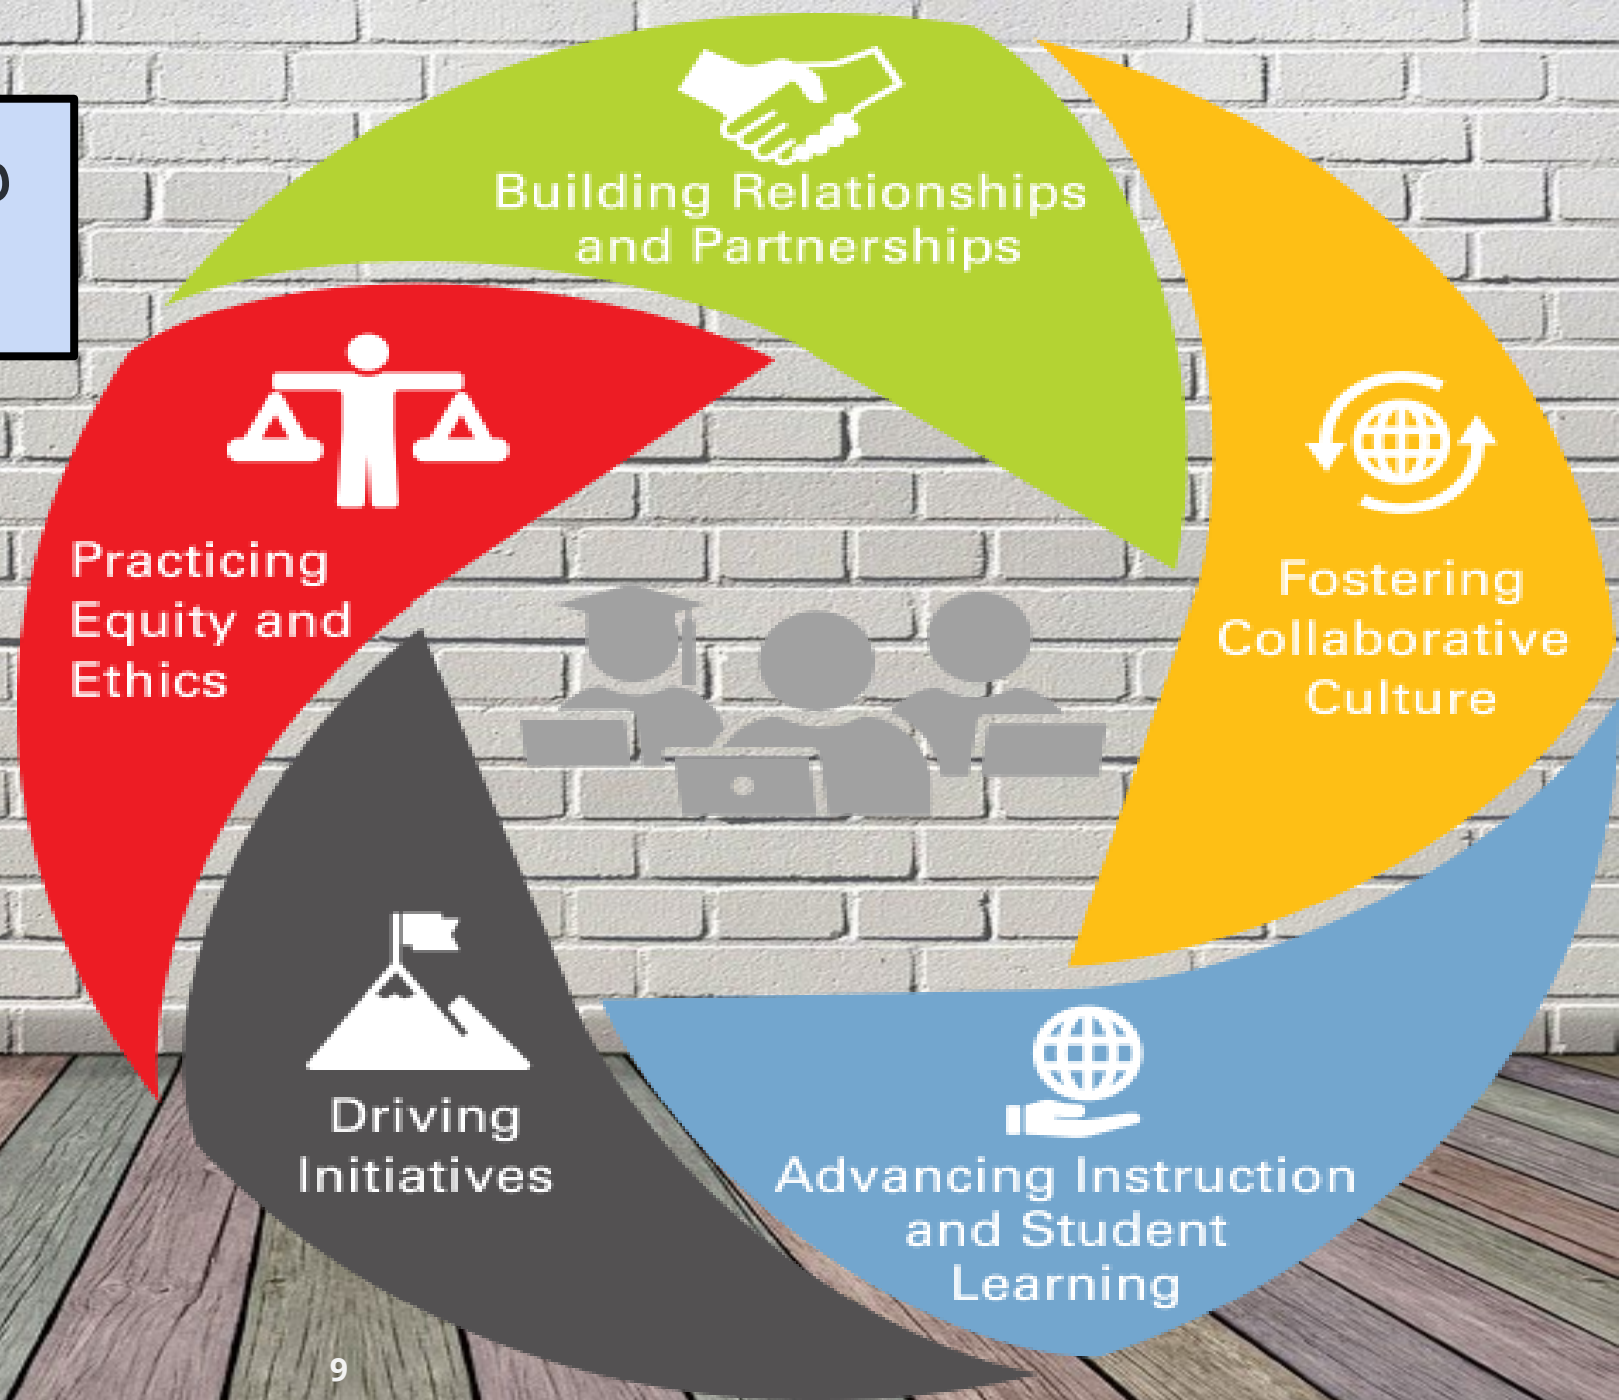 Building Relationships
and Partnerships
Practicing
Equity and
Ethics
Fostering
Collaborative
Culture
Driving
Initiatives
Advancing Instruction
and Student
Learning
9